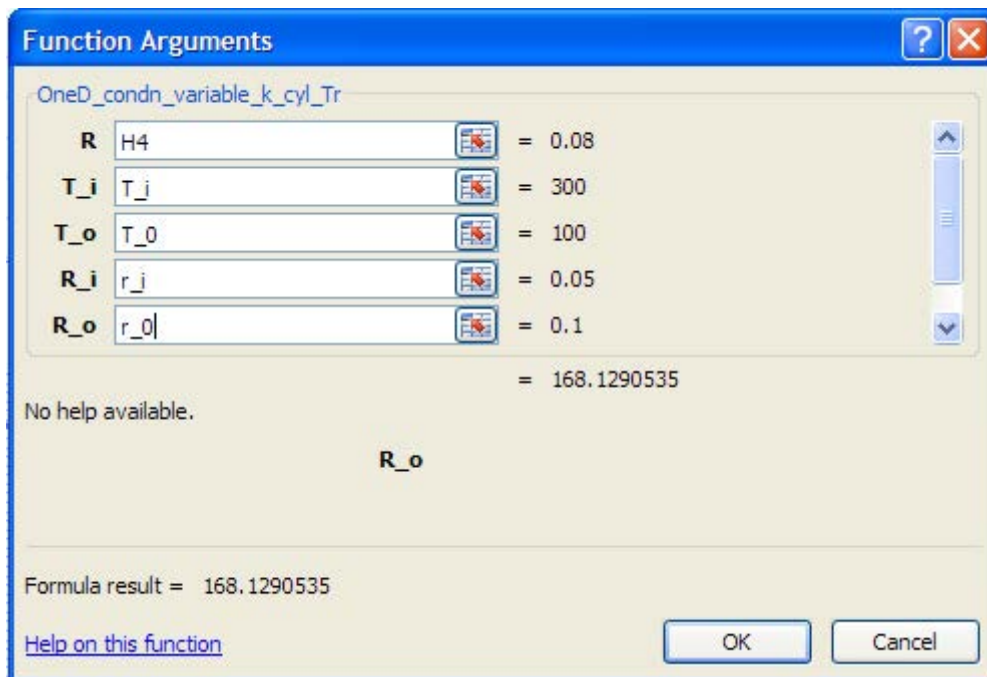 Function Arguments
OneD_condn_variable_k_cyl_Tr
R H4 = 0.08
T_i T_i = 300
T_o T_0 = 100
R_i r_i = 0.05
R_o r_0 = 0.1
= 168.1290535
No help available.
R_o
Formula result = 168.1290535
Help on this function OK Cancel